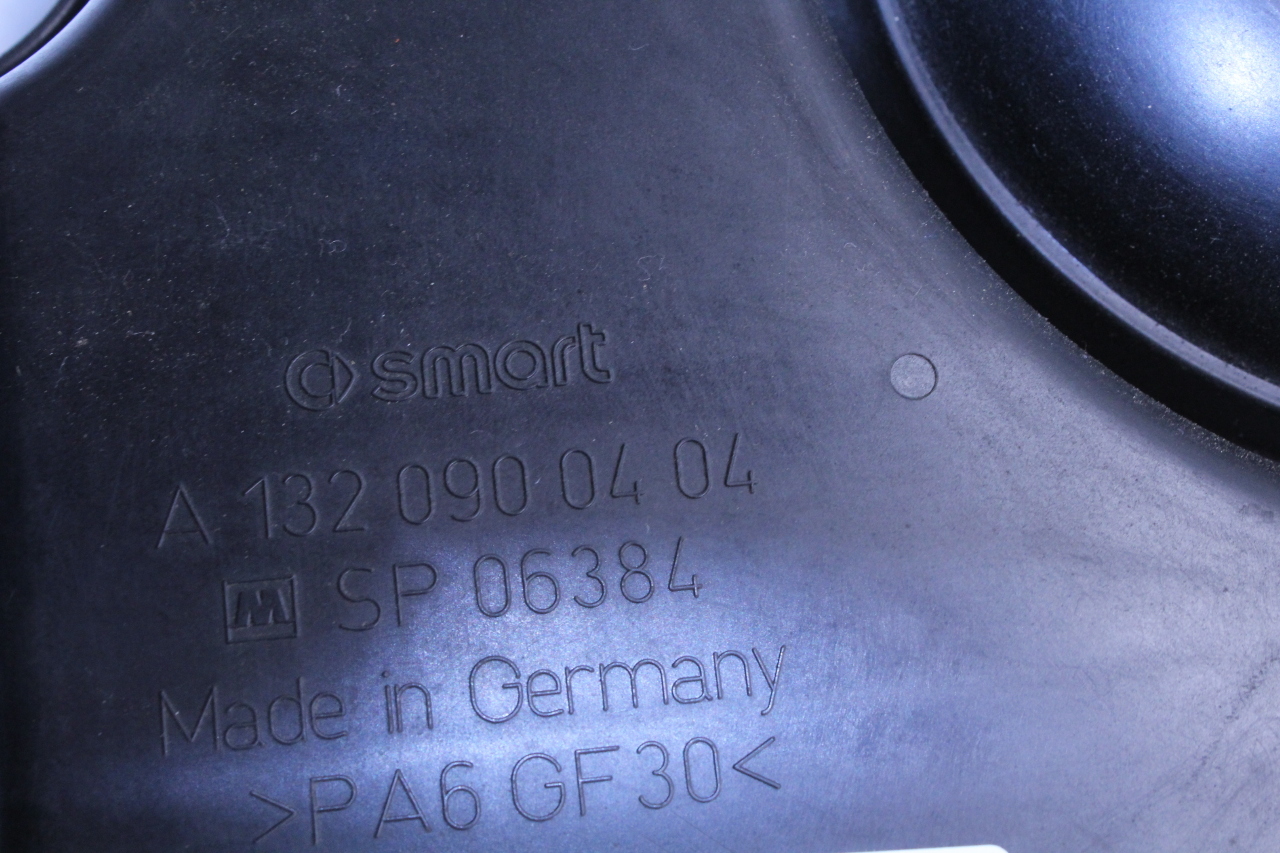 smart
A 132 090 04 04
M SP 06384
Made in Germany
>PA6 GF30<